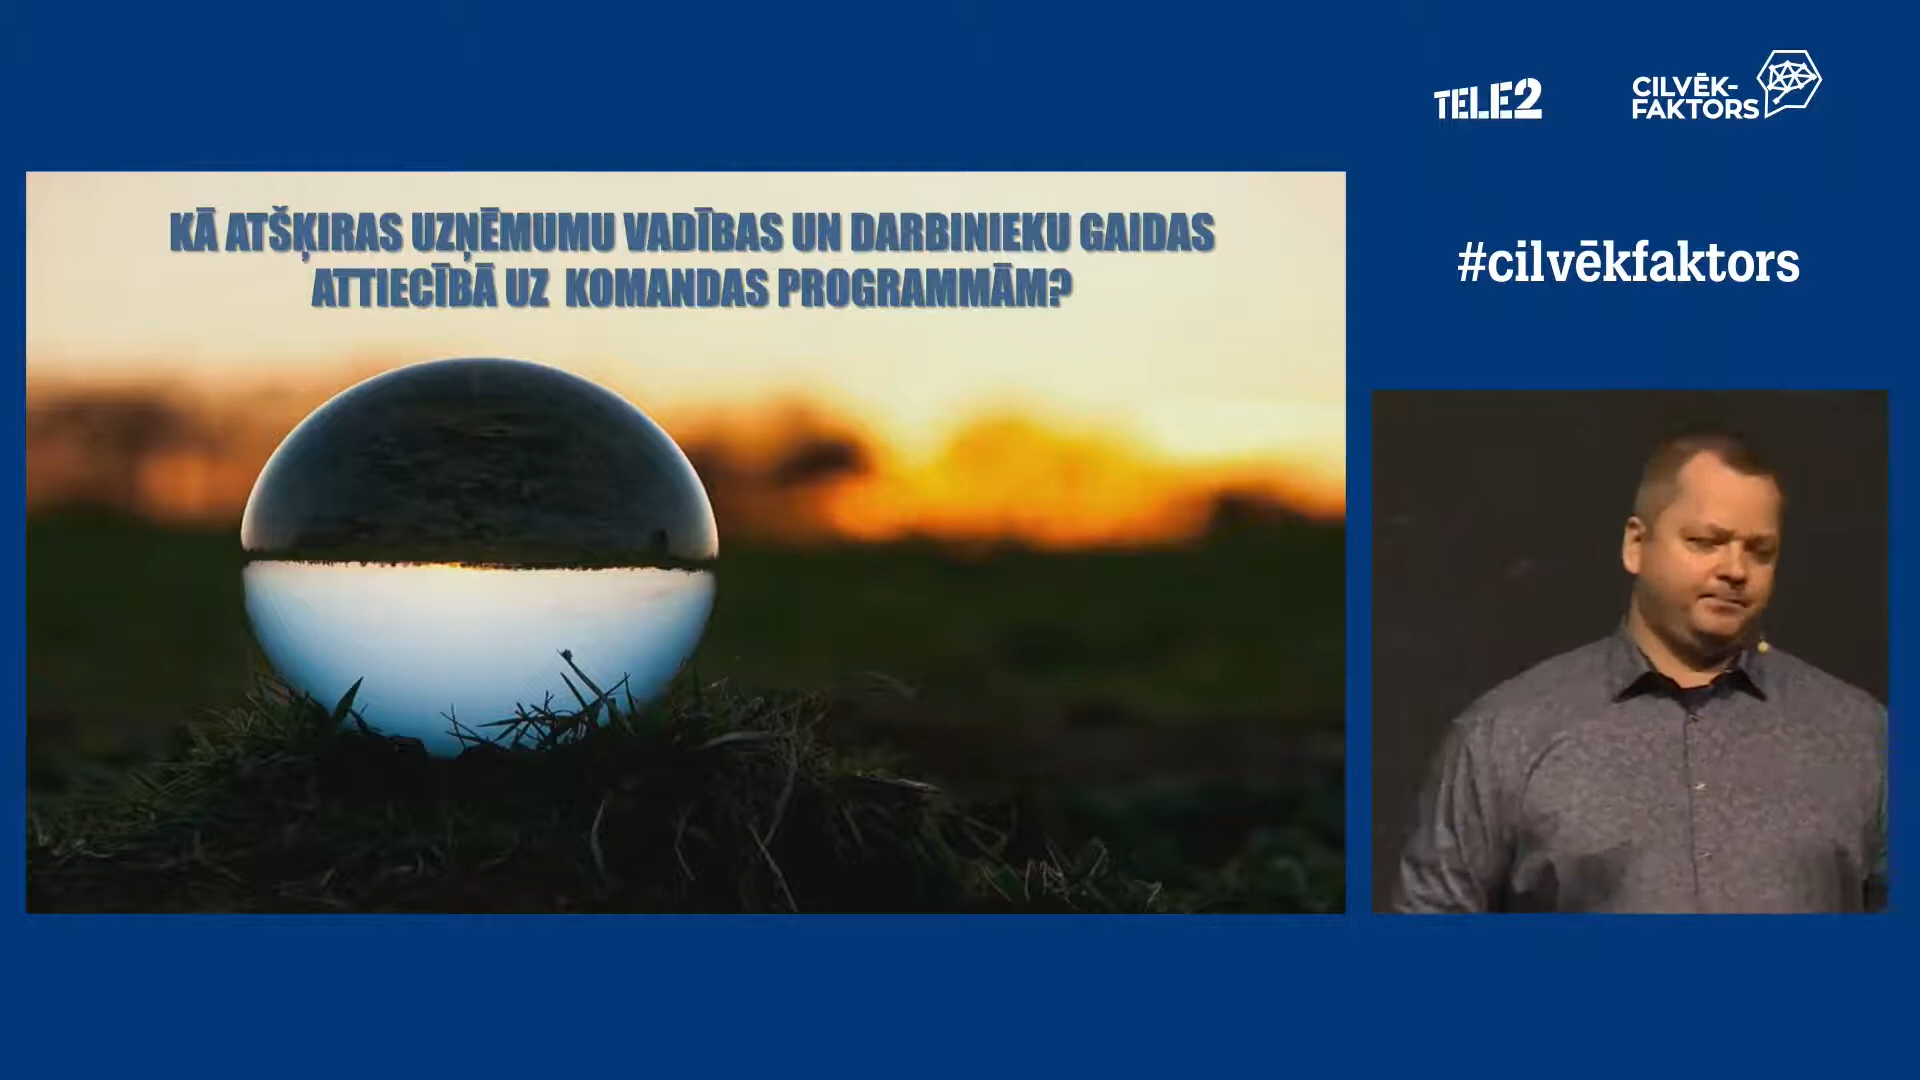 TELE2
CILVĒK-
FAKTORS
KĀ ATŠĶIRAS UZŅĒMUMU VADĪBAS UN DARBINIEKU GAIDAS
ATTIECĪBĀ UZ KOMANDAS PROGRAMMĀM?
#cilvēkfaktors